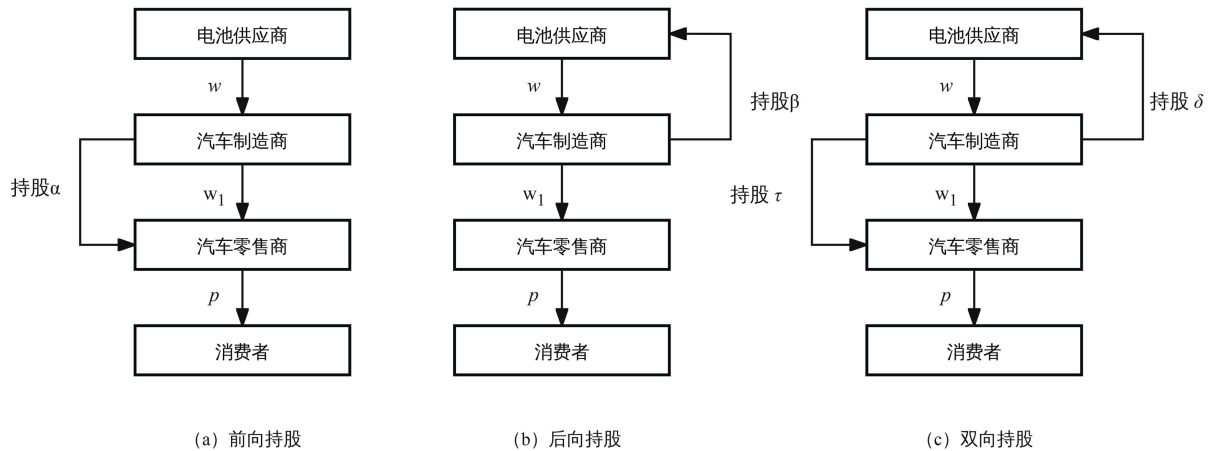 电池供应商
w
汽车制造商
持股α
w1
汽车零售商
p
消费者
(a)前向持股
电池供应商
w
持股β
汽车制造商
w1
汽车零售商
p
消费者
(b)后向持股
电池供应商
w
持股 δ
汽车制造商
持股 τ
w1
汽车零售商
p
消费者
(c)双向持股